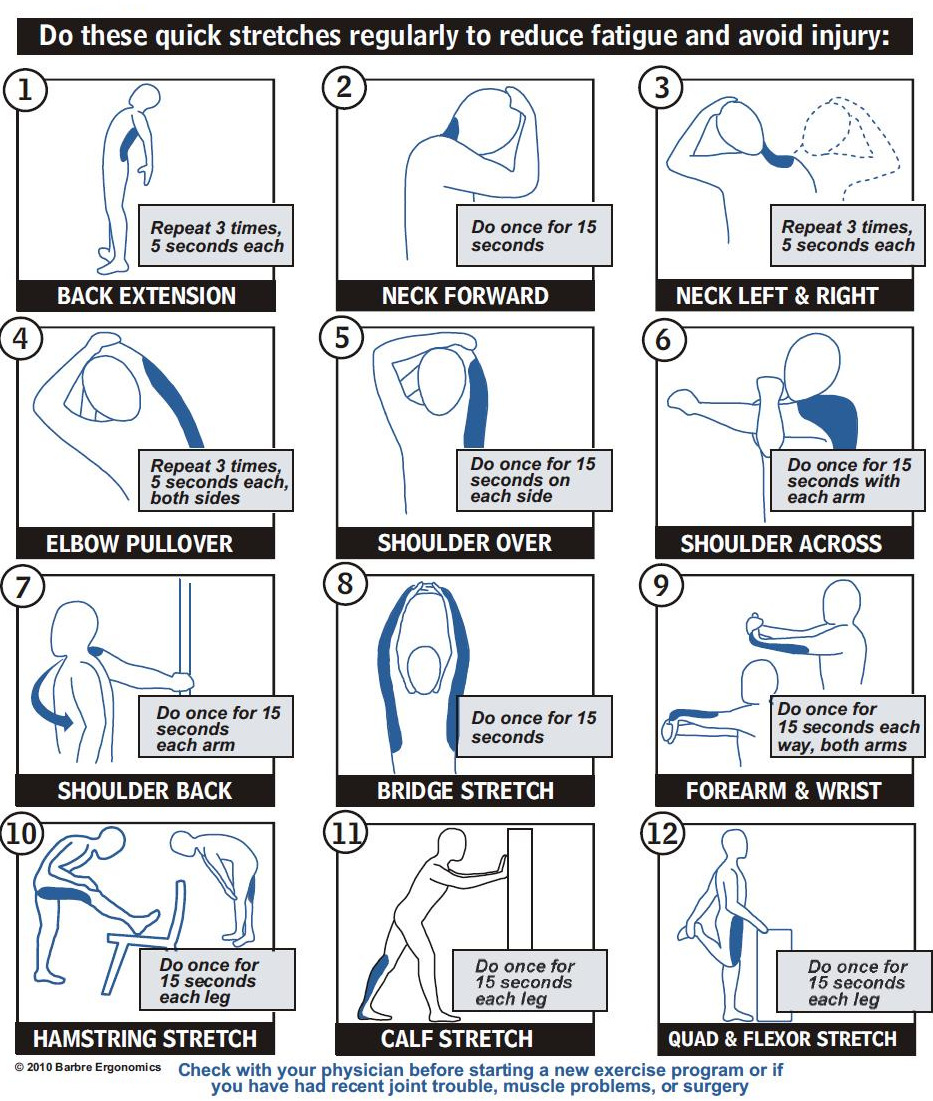 Do these quick stretches regularly to reduce fatigue and avoid injury:
1
Repeat 3 times,
5 seconds each
BACK EXTENSION
2
Do once for 15
seconds
NECK FORWARD
3
Repeat 3 times,
5 seconds each
NECK LEFT & RIGHT
4
Repeat 3 times,
5 seconds each,
both sides
ELBOW PULLOVER
5
Do once for 15
seconds on
each side
SHOULDER OVER
6
Do once for 15
seconds with
each arm
SHOULDER ACROSS
7
Do once for 15
seconds
each arm
SHOULDER BACK
8
Do once for 15
seconds
BRIDGE STRETCH
9
Do once for
15 seconds each
way, both arms
FOREARM & WRIST
10
Do once for
15 seconds
each leg
HAMSTRING STRETCH
11
Do once for
15 seconds
each leg
CALF STRETCH
12
Do once for
15 seconds
each leg
QUAD & FLEXOR STRETCH
© 2010 Barbre Ergonomics
Check with your physician before starting a new exercise program or if
you have had recent joint trouble, muscle problems, or surgery